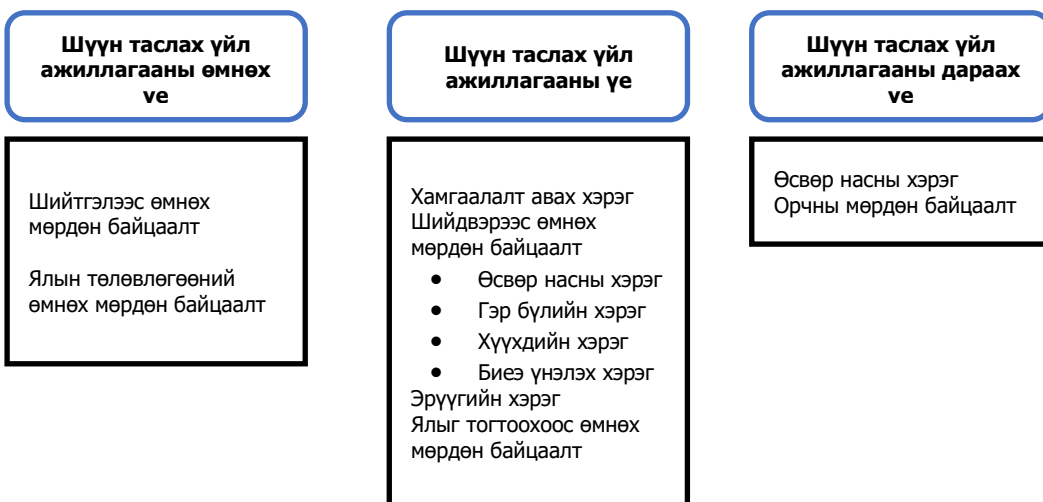 Шүүн таслах үйл
ажиллагааны өмнөх
үе
Шийтгэлээс өмнөх
мөрдөн байцаалт
Ялын төлөвлөгөөний
өмнөх мөрдөн байцаалт
Шүүн таслах үйл
ажиллагааны үе
Хамгаалалт авах хэрэг
Шийдвэрээс өмнөх
мөрдөн байцаалт
• Өсвөр насны хэрэг
• Гэр бүлийн хэрэг
• Хүүхдийн хэрэг
• Биеэ үнэлэх хэрэг
Эрүүгийн хэрэг
Ялыг тогтоохоос өмнөх
мөрдөн байцаалт
Шүүн таслах үйл
ажиллагааны дараах
үе
Өсвөр насны хэрэг
Орчны мөрдөн байцаалт